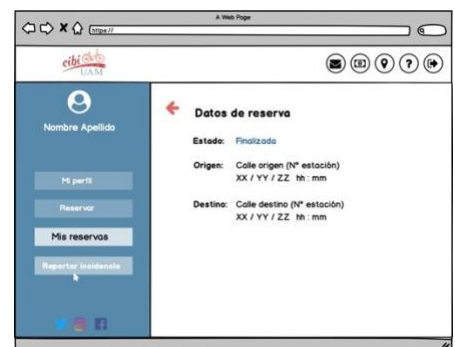 A Web Page
https://
cibi
UAM
?
Nombre Apellido
Mi perfil
Reservar
Mis reservas
Reportar incidencia
Datos de reserva
Estado: Finalizada
Origen: Calle origen (Nº estación)
XX / YY / ZZ hh : mm
Destino: Calle destino (Nº estación)
XX / YY / ZZ hh : mm